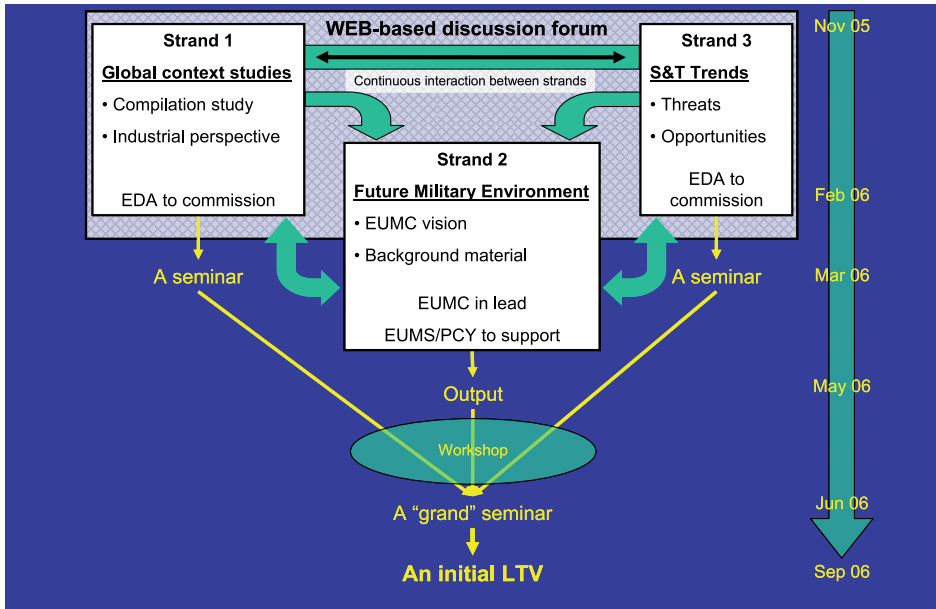 WEB-based discussion forum
Strand 1
Global context studies
• Compilation study
• Industrial perspective
EDA to commission
Continuous interaction between strands
Strand 3
S&T Trends
• Threats
• Opportunities
EDA to
commission
Strand 2
Future Military Environment
• EUMC vision
• Background material
EUMC in lead
EUMS/PCY to support
A seminar
A seminar
Output
Workshop
A “grand” seminar
An initial LTV
Nov 05
Feb 06
Mar 06
May 06
Jun 06
Sep 06